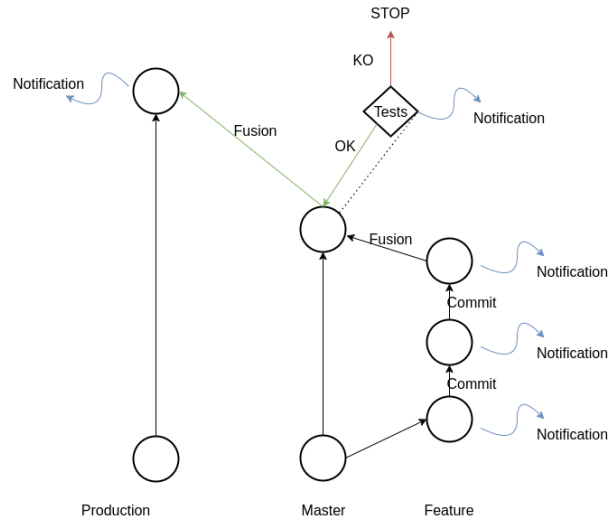 STOP
KO
Notification
Tests
Notification
Fusion
OK
Fusion
Notification
Commit
Notification
Commit
Notification
Production
Master
Feature